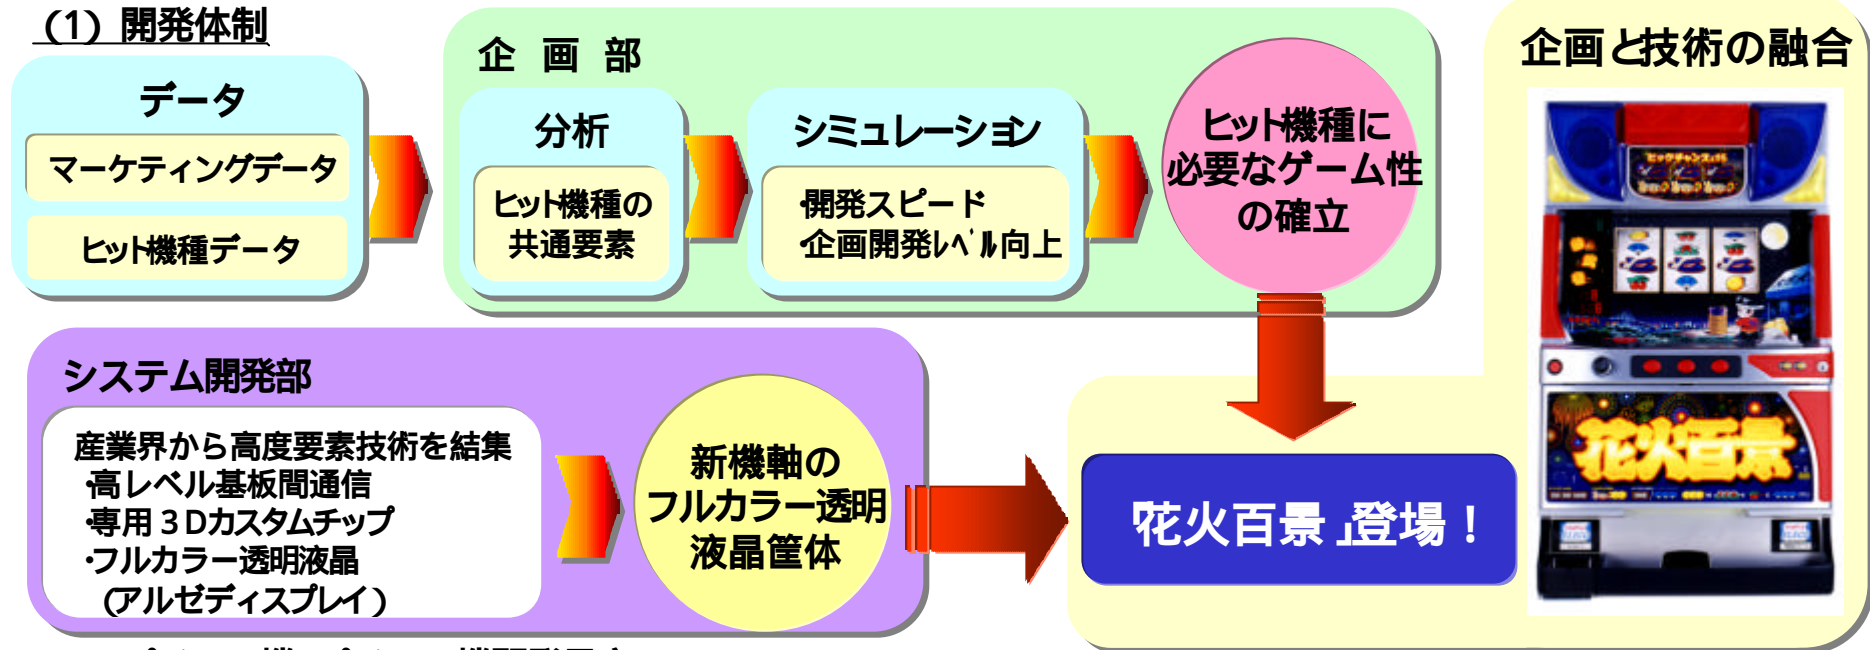 (1) 開発体制
データ
マーケティングデータ
ヒット機種データ
企 画 部
分析
ヒット機種の
共通要素
シミュレーション
・開発スピード
・企画開発レベル向上
ヒット機種に
必要なゲーム性
の確立
企画と技術の融合
ビッグチャンス
花火百景
システム開発部
産業界から高度要素技術を結集
・高レベル基板間通信
・専用3Dカスタムチップ
・フルカラー透明液晶
(アルゼディスプレイ)
新機軸の
フルカラー透明
液晶筐体
『花火百景』登場!